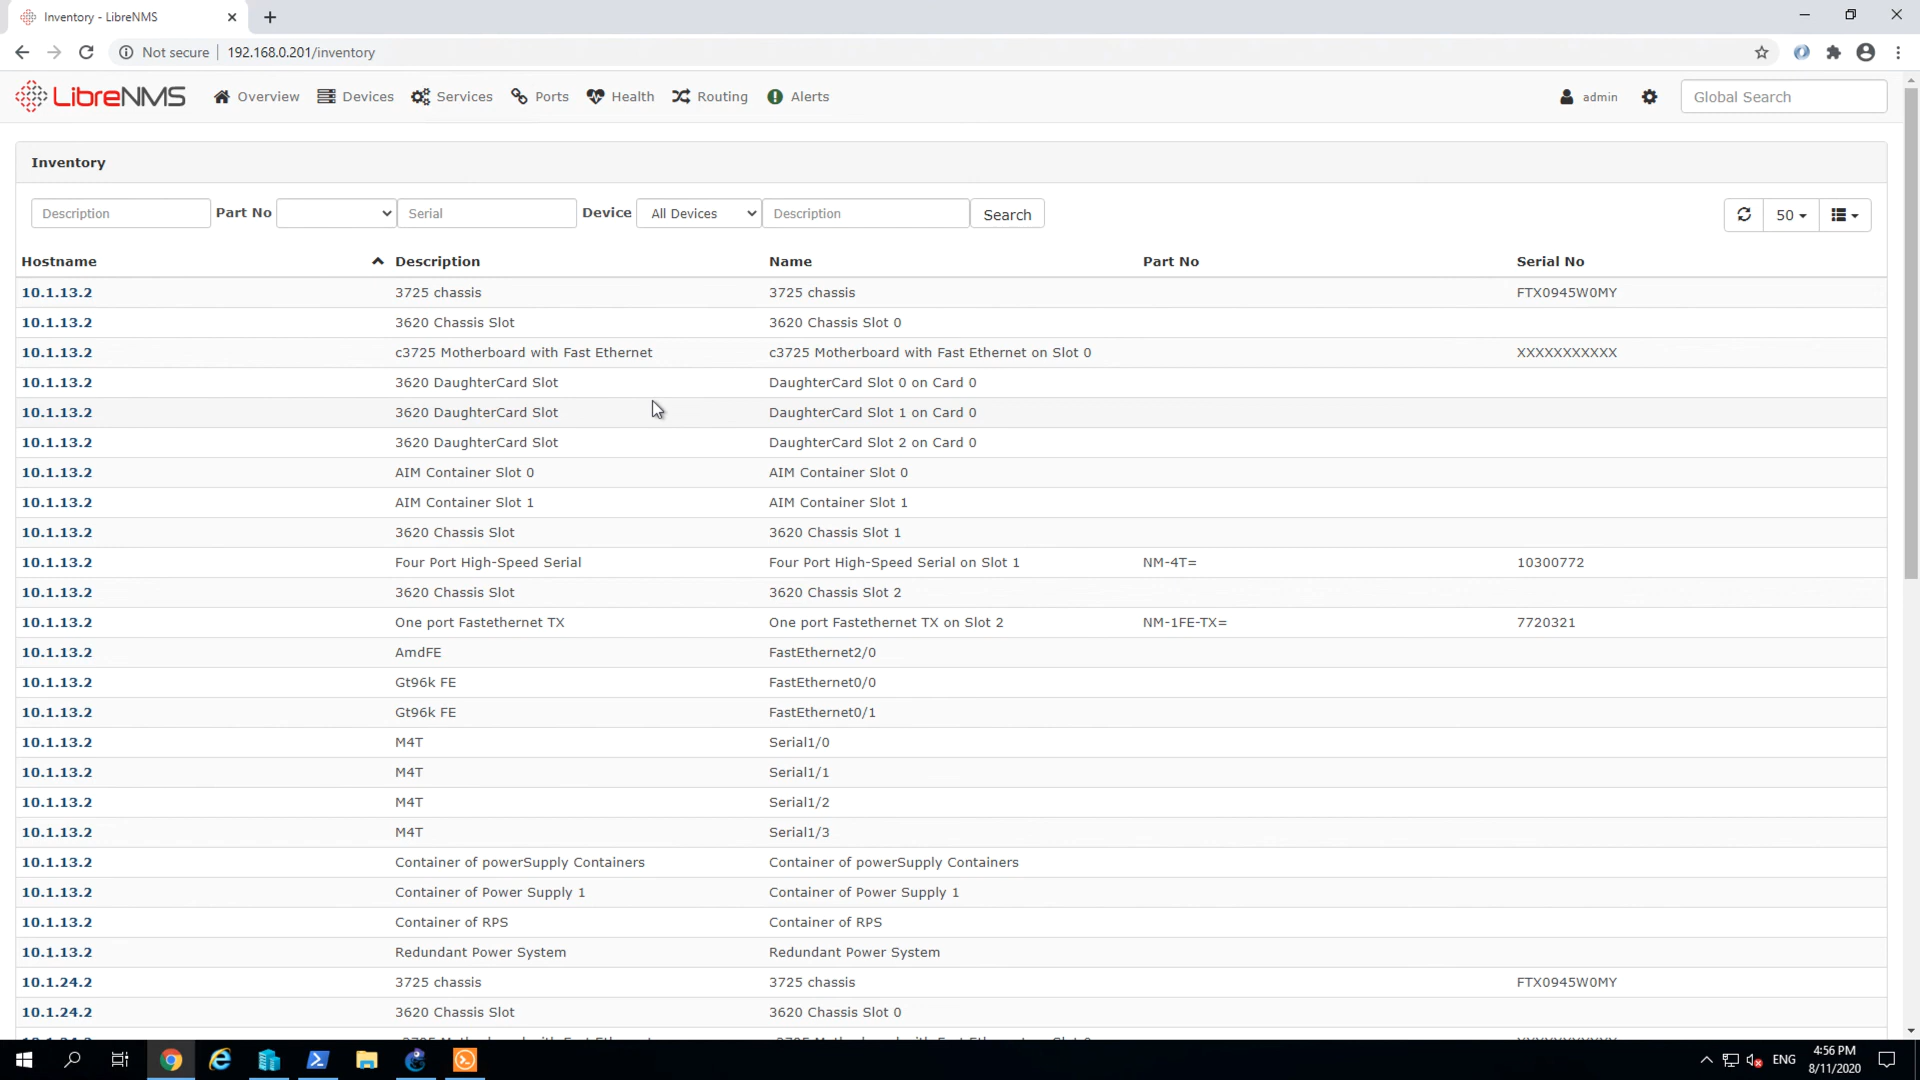 Inventory - LibreNMS
Not secure 192.168.0.201/inventory
LibreNMS Overview Devices Services Ports Health Routing Alerts admin Global Search
Inventory
Description Part No Serial Device All Devices Description Search 50
Hostname Description Name Part No Serial No
10.1.13.2 3725 chassis 3725 chassis FTX0945W0MY
10.1.13.2 3620 Chassis Slot 3620 Chassis Slot 0
10.1.13.2 c3725 Motherboard with Fast Ethernet c3725 Motherboard with Fast Ethernet on Slot 0 XXXXXXXXXXX
10.1.13.2 3620 DaughterCard Slot DaughterCard Slot 0 on Card 0
10.1.13.2 3620 DaughterCard Slot DaughterCard Slot 1 on Card 0
10.1.13.2 3620 DaughterCard Slot DaughterCard Slot 2 on Card 0
10.1.13.2 AIM Container Slot 0 AIM Container Slot 0
10.1.13.2 AIM Container Slot 1 AIM Container Slot 1
10.1.13.2 3620 Chassis Slot 3620 Chassis Slot 1
10.1.13.2 Four Port High-Speed Serial Four Port High-Speed Serial on Slot 1 NM-4T= 10300772
10.1.13.2 3620 Chassis Slot 3620 Chassis Slot 2
10.1.13.2 One port Fastethernet TX One port Fastethernet TX on Slot 2 NM-1FE-TX= 7720321
10.1.13.2 AmdFE FastEthernet2/0
10.1.13.2 Gt96k FE FastEthernet0/0
10.1.13.2 Gt96k FE FastEthernet0/1
10.1.13.2 M4T Serial1/0
10.1.13.2 M4T Serial1/1
10.1.13.2 M4T Serial1/2
10.1.13.2 M4T Serial1/3
10.1.13.2 Container of powerSupply Containers Container of powerSupply Containers
10.1.13.2 Container of Power Supply 1 Container of Power Supply 1
10.1.13.2 Container of RPS Container of RPS
10.1.13.2 Redundant Power System Redundant Power System
10.1.24.2 3725 chassis 3725 chassis FTX0945W0MY
10.1.24.2 3620 Chassis Slot 3620 Chassis Slot 0
ENG 4:56 PM
8/11/2020